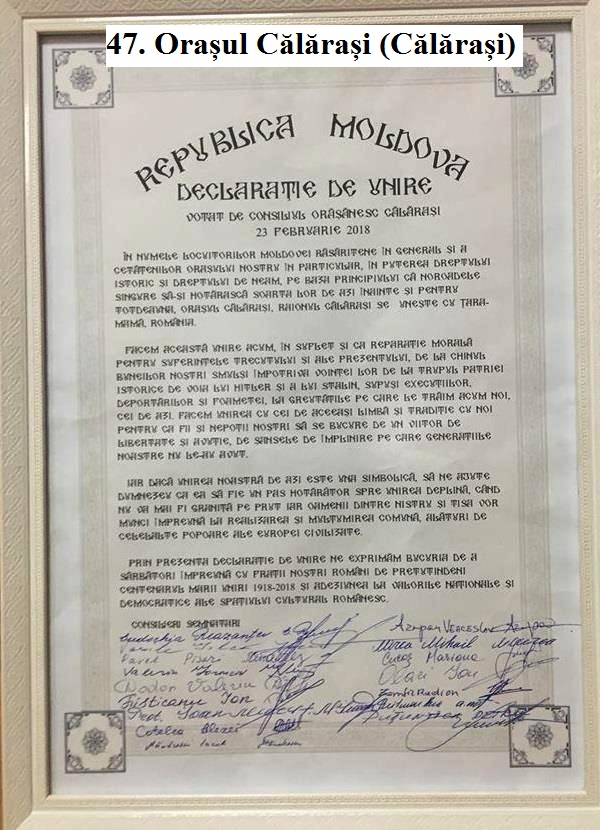 47. Orașul Călărași (Călărași)
REPUBLICA MOLDOVA
DECLARAȚIE DE UNIRE
VOTAT DE CONSILIUL ORĂȘĂNESC CĂLĂRAȘI
23 FEBRUARIE 2018
ÎN NUMELE LOCUITORILOR MOLDOVEI RĂSĂRITENE ÎN GENERAL ȘI A
CETĂȚENILOR ORAȘULUI NOSTRU ÎN PARTICULAR, ÎN PUTEREA DREPTULUI
ISTORIC ȘI DREPTULUI DE NEAM, PE BAZA PRINCIPIULUI CĂ NOROADELE
SINGURE SĂ-ȘI HOTĂRASCĂ SOARTA LOR DE AZI ÎNAINTE ȘI PENTRU
TOTDEAUNA, ORAȘUL CĂLĂRAȘI, RAIONUL CĂLĂRAȘI SE UNEȘTE CU ȚARA-
MAMĂ, ROMÂNIA.
FACEM ACEASTĂ UNIRE ACUM, ÎN SUFLET ȘI CA REPARAȚIE MORALĂ
PENTRU SUFERINȚELE TRECUTULUI ȘI ALE PREZENTULUI, DE LA CHINUL
BUNEILOR NOSTRI SMULȘI ÎMPOTRIVA VOINȚEI LOR DE LA TRUPUL PATRIEI
ISTORICE DE VOIA LUI HITLER ȘI A LUI STALIN, SUPUȘI EXECUȚIILOR,
DEPORTĂRILOR ȘI FOAMETEI, LA GREUTĂȚILE PE CARE LE TRĂIM ACUM NOI,
CEI DE AZI. FACEM UNIREA CU CEI DE ACEEAȘI LIMBĂ ȘI TRADIȚIE CU NOI
PENTRU CA FII ȘI NEPOȚII NOȘTRI SĂ SE BUCURE DE UN VIITOR DE
LIBERTATE ȘI AVUȚIE, DE ȘANSELE DE ÎMPLINIRE PE CARE GENERAȚIILE
NOASTRE NU LE-AU AVUT.
IAR DACĂ UNIREA NOASTRĂ DE AZI ESTE UNA SIMBOLICĂ, SĂ NE AJUTE
DUMNEZEU CA EA SĂ FIE UN PAS HOTĂRÂTOR SPRE UNIREA DEPLINĂ, CÂND
NU VA MAI FI GRANIȚĂ PE PRUT IAR OAMENII DINTRE NISTRU ȘI TISA VOR
MUNCI ÎMPREUNĂ LA REALIZAREA ȘI MULȚUMIREA COMUNĂ, ALĂTURI DE
CELELALTE POPOARE ALE EUROPEI CIVILIZATE.
PRIN PREZENTA DECLARAȚIE DE UNIRE NE EXPRIMĂM BUCURIA DE A
SĂRBĂTORI ÎMPREUNĂ CU FRAȚII NOȘTRI ROMÂNI DE PRETUTINDENI
CENTENARUL MARII UNIRI 1918-2018 ȘI ADEZIUNEA LA VALORILE NAȚIONALE ȘI
DEMOCRATICE ALE SPAȚIULUI CULTURAL ROMÂNESC.
CONSILIERI SEMNATARI
Veaceslav
Mihail
Mariana
Valeriu
Ion
Radion
Ion